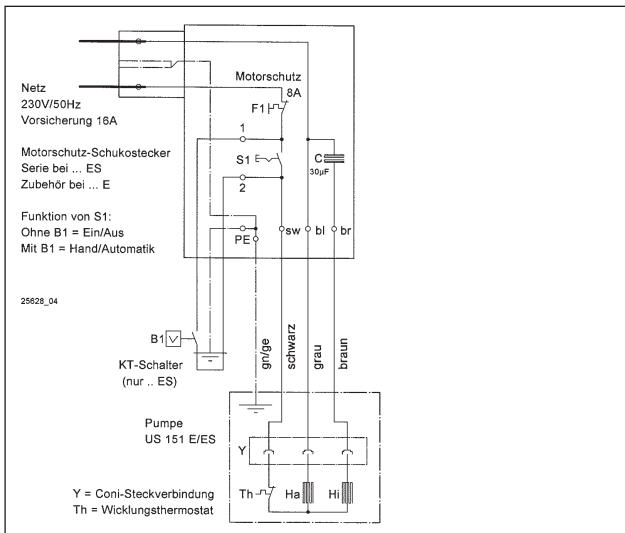 Netz
230V/50Hz
Vorsicherung 16A
Motorschutz-Schukostecker
Serie bei ... ES
Zubehör bei ... E
Funktion von S1:
Ohne B1 = Ein/Aus
Mit B1 = Hand/Automatik
25628_04
Motorschutz
8A
F1
1
S1
2
C
30µF
PE
sw
bl
br
B1
KT-Schalter
(nur .. ES)
gn/ge
schwarz
grau
braun
Pumpe
US 151 E/ES
Y
Th
Ha
Hi
Y = Coni-Steckverbindung
Th = Wicklungsthermostat